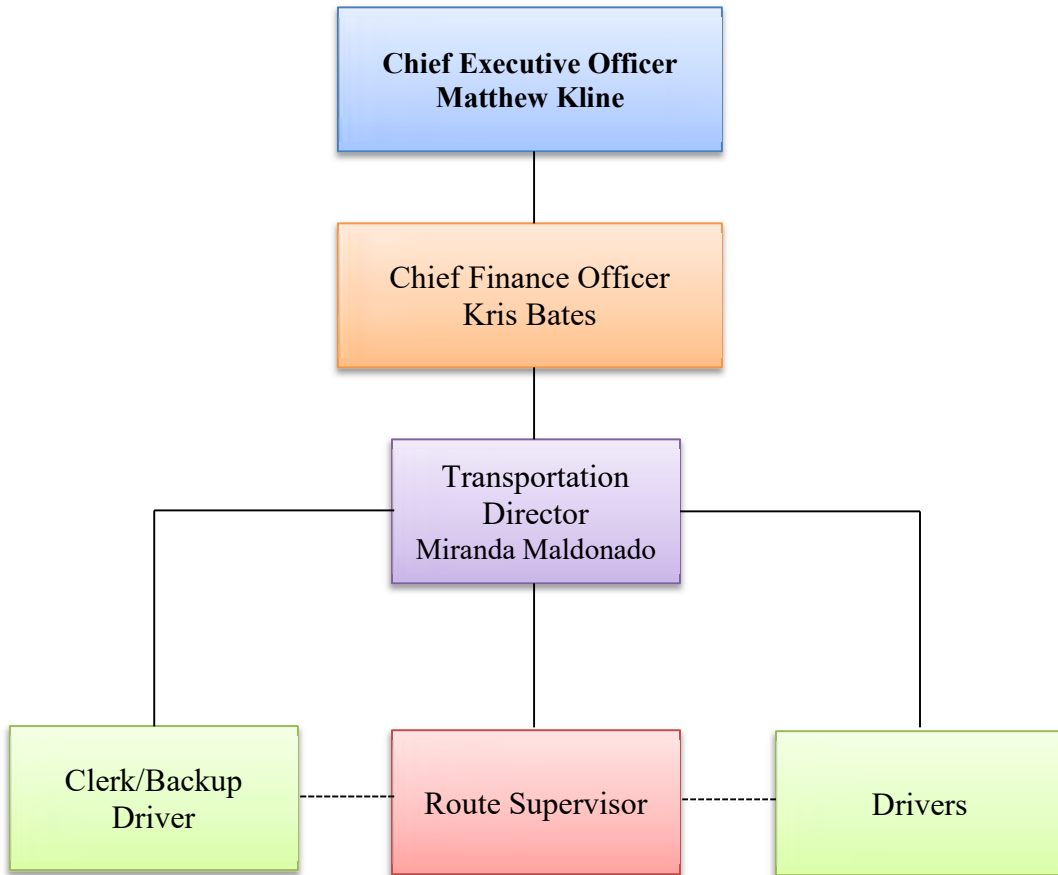 Chief Executive Officer
Matthew Kline
Chief Finance Officer
Kris Bates
Transportation
Director
Miranda Maldonado
Clerk/Backup
Driver
Route Supervisor
Drivers